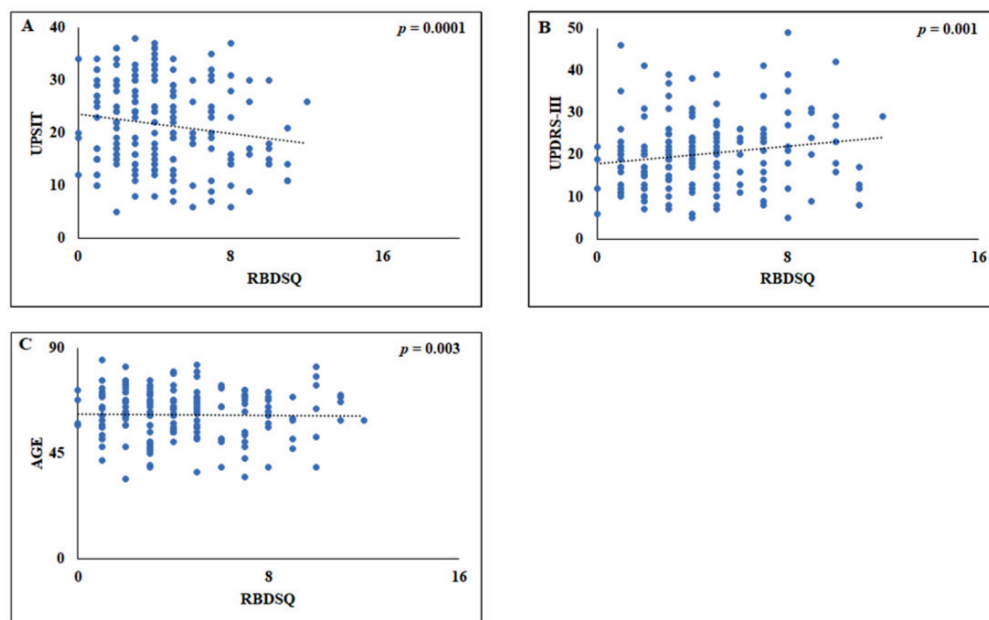 A
p = 0.0001
40
30
20
10
0
UPSIT
0 8 16
RBDSQ
B
p = 0.001
50
40
30
20
10
0
UPDRS-III
0 8 16
RBDSQ
C
p = 0.003
90
45
0
AGE
0 8 16
RBDSQ